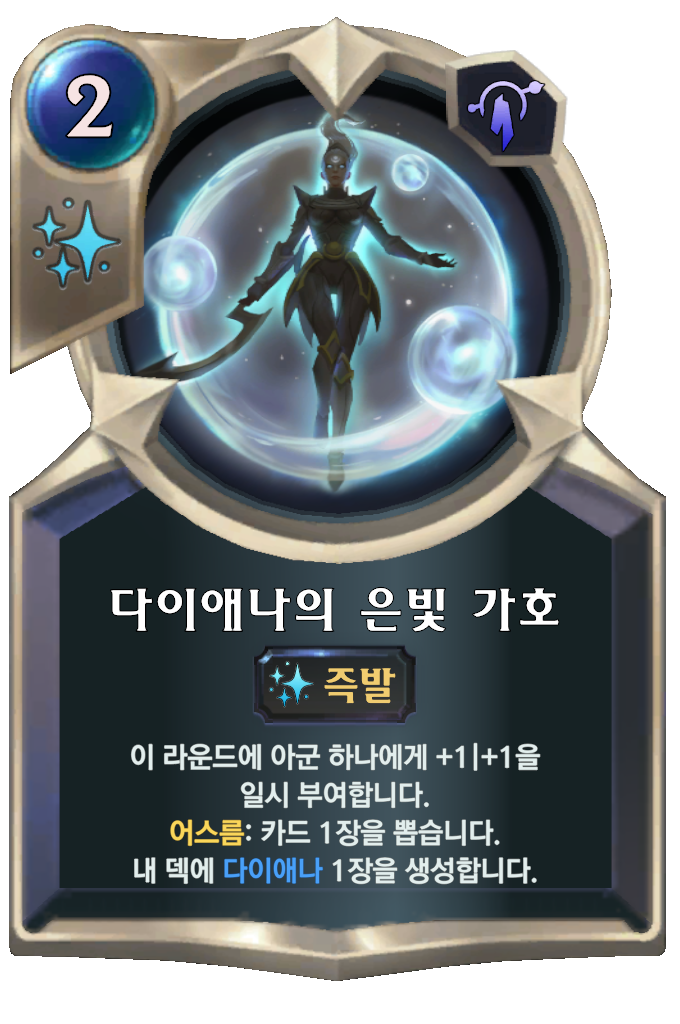 2
다이애나의 은빛 가호
즉발
이 라운드에 아군 하나에게 +1|+1을
일시 부여합니다.
어스름: 카드 1장을 뽑습니다.
내 덱에 다이애나 1장을 생성합니다.